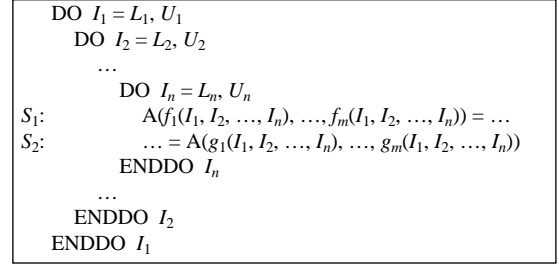 DO I₁ = L₁, U₁
DO I₂ = L₂, U₂
…
DO Iₙ = Lₙ, Uₙ
S₁: A(f₁(I₁, I₂, …, Iₙ), …, fₘ(I₁, I₂, …, Iₙ)) = …
S₂: … = A(g₁(I₁, I₂, …, Iₙ), …, gₘ(I₁, I₂, …, Iₙ))
ENDDO Iₙ
…
ENDDO I₂
ENDDO I₁